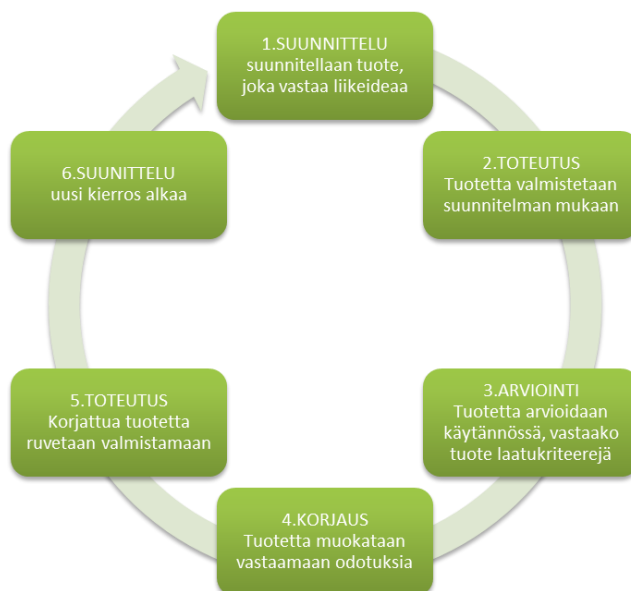 1.SUUNNITTELU
suunnitellaan tuote,
joka vastaa liikeideaa
2.TOTEUTUS
Tuotetta valmistetaan
suunnitelman mukaan
3.ARVIOINTI
Tuotetta arvioidaan
käytännössä, vastaako
tuote laatukriteerejä
4.KORJAUS
Tuotetta muokataan
vastaamaan odotuksia
5.TOTEUTUS
Korjattua tuotetta
ruvetaan valmistamaan
6.SUUNITTELU
uusi kierros alkaa